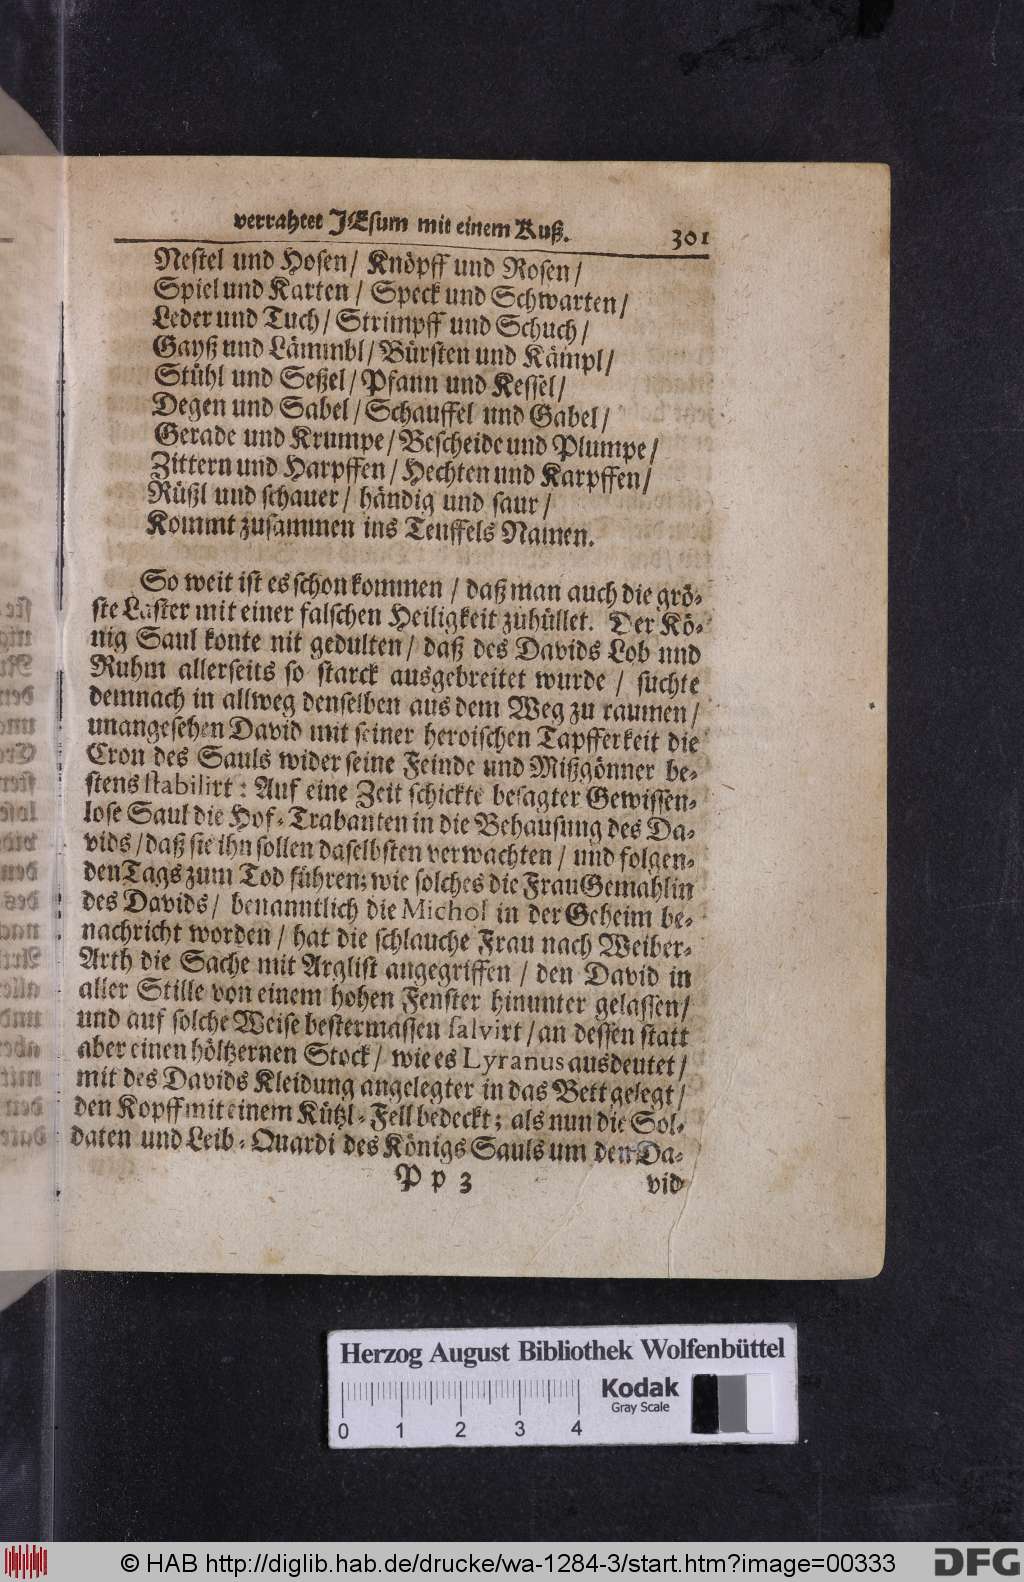 verrahtet JEsum mit einem Kuß. 301
Nestel und Hosen/ Knöpff und Rosen/
Spiel und Karten/ Speck und Schwarten/
Leder und Tuch/ Strimpff und Schuch/
Gayß und Lämmbl/ Bürsten und Kämpl/
Stühl und Seßel/ Pfann und Kessel/
Degen und Sabel/ Schauffel und Gabel/
Gerade und Krumpe/ Bescheide und Plumpe/
Zittern und Harpffen/ Hechten und Karpffen/
Rüßl und schauer/ händig und saur/
Kommt zusammen ins Teuffels Namen.
So weit ist es schon kommen/ daß man auch die grö-
ste Laster mit einer falschen Heiligkeit zuhüllet. Der Kö-
nig Saul konte nit gedulten/ daß des Davids Lob und
Ruhm allerseits so starck ausgebreitet wurde/ suchte
demnach in allweg denselben aus dem Weg zu raumen/
unangesehen David mit seiner heroischen Tapfferkeit die
Cron des Sauls wider seine Feinde und Mißgönner be-
stens stabilirt: Auf eine Zeit schickte besagter Gewissen-
lose Saul die Hof-Trabanten in die Behausung des Da-
vids/ daß sie ihn sollen daselbsten verwachten/ und folgen-
den Tags zum Tod führen; wie solches die Frau Gemahlin
des Davids/ benanntlich die Michol in der Geheim be-
nachricht worden/ hat die schlauche Frau nach Weiber-
Arth die Sache mit Arglist angegriffen/ den David in
aller Stille von einem hohen Fenster hinunter gelassen/
und auf solche Weise bestermassen salvirt/ an dessen statt
aber einen höltzernen Stock/ wie es Lyranus ausdeutet/
mit des Davids Kleidung angelegter in das Bett gelegt/
den Kopff mit einem Kützl-Fell bedeckt; als nun die Sol-
daten und Leib-Quardi des Königs Sauls um den Da-
Pp 3 vid
Herzog August Bibliothek Wolfenbüttel
Kodak
Gray Scale
0 1 2 3 4
© HAB http://diglib.hab.de/drucke/wa-1284-3/start.htm?image=00333
DFG